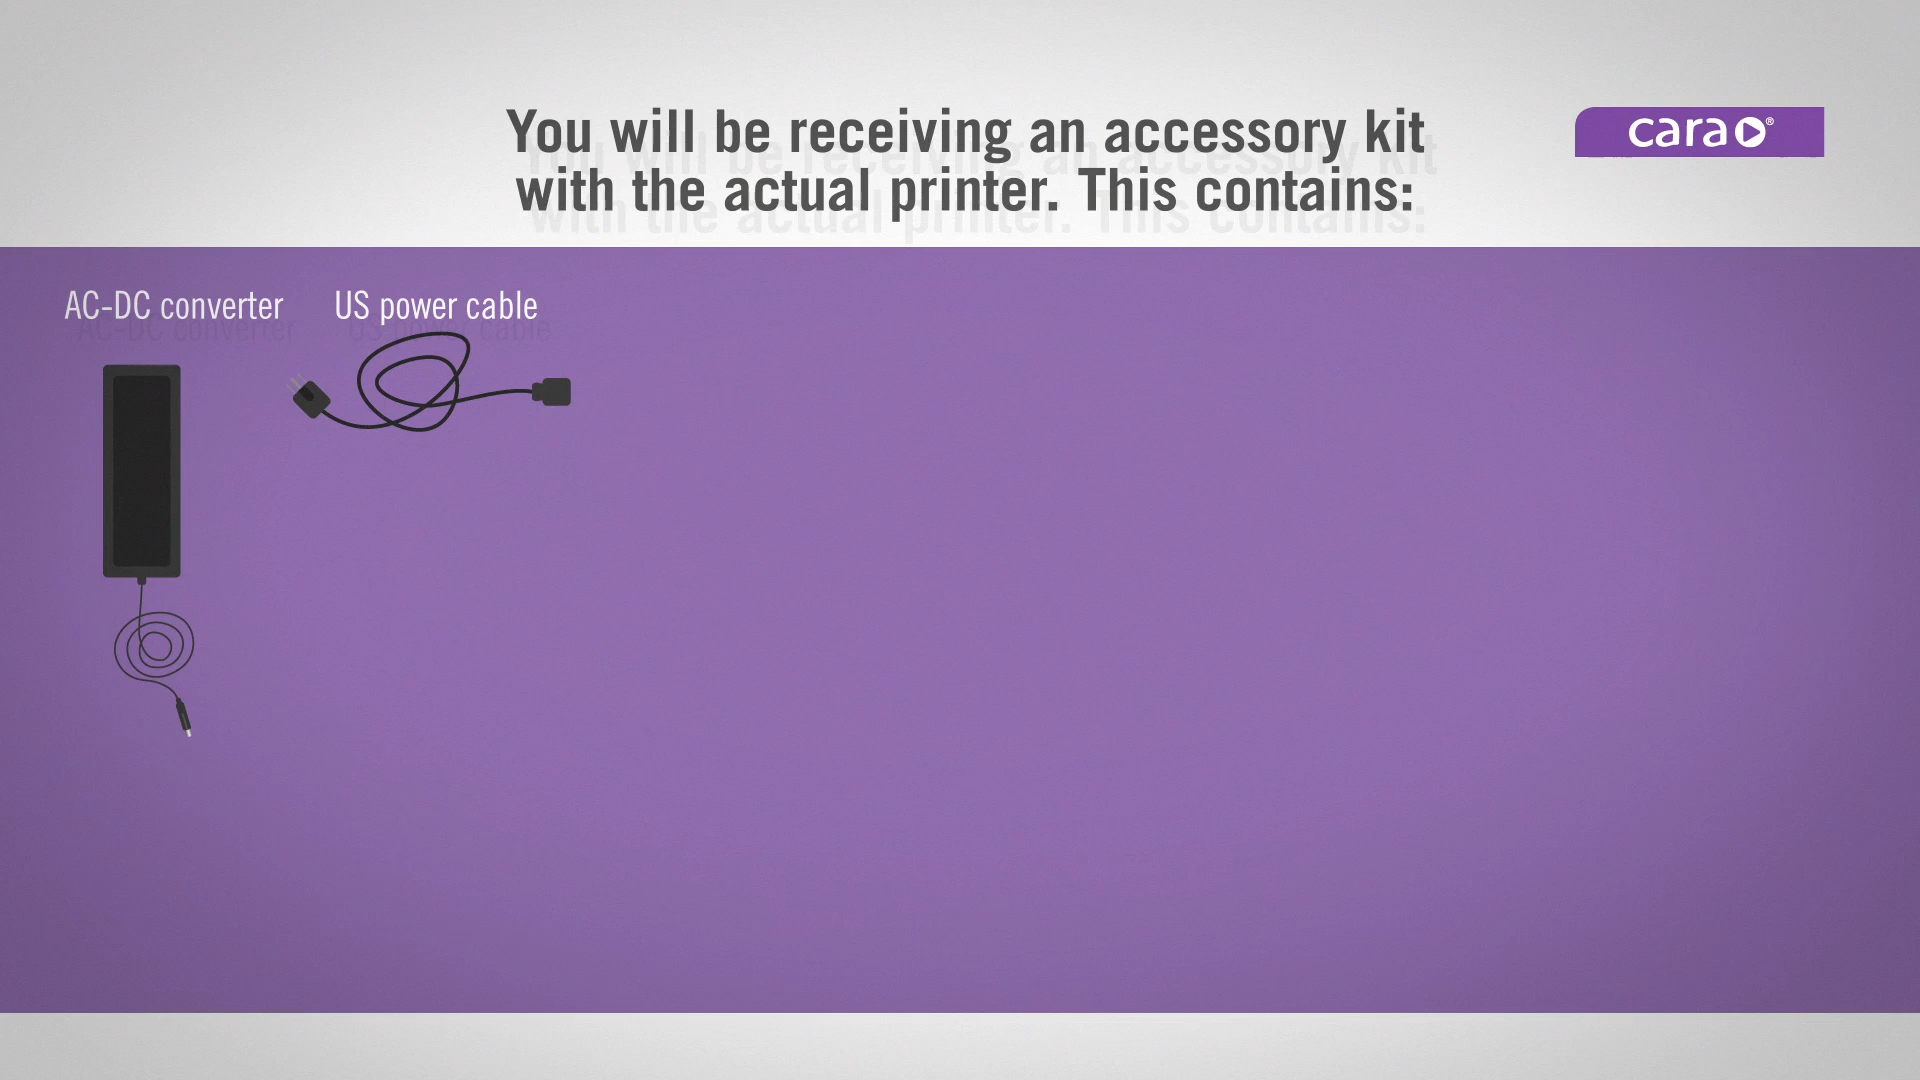 You will be receiving an accessory kit
with the actual printer. This contains:
cara®
AC-DC converter
US power cable